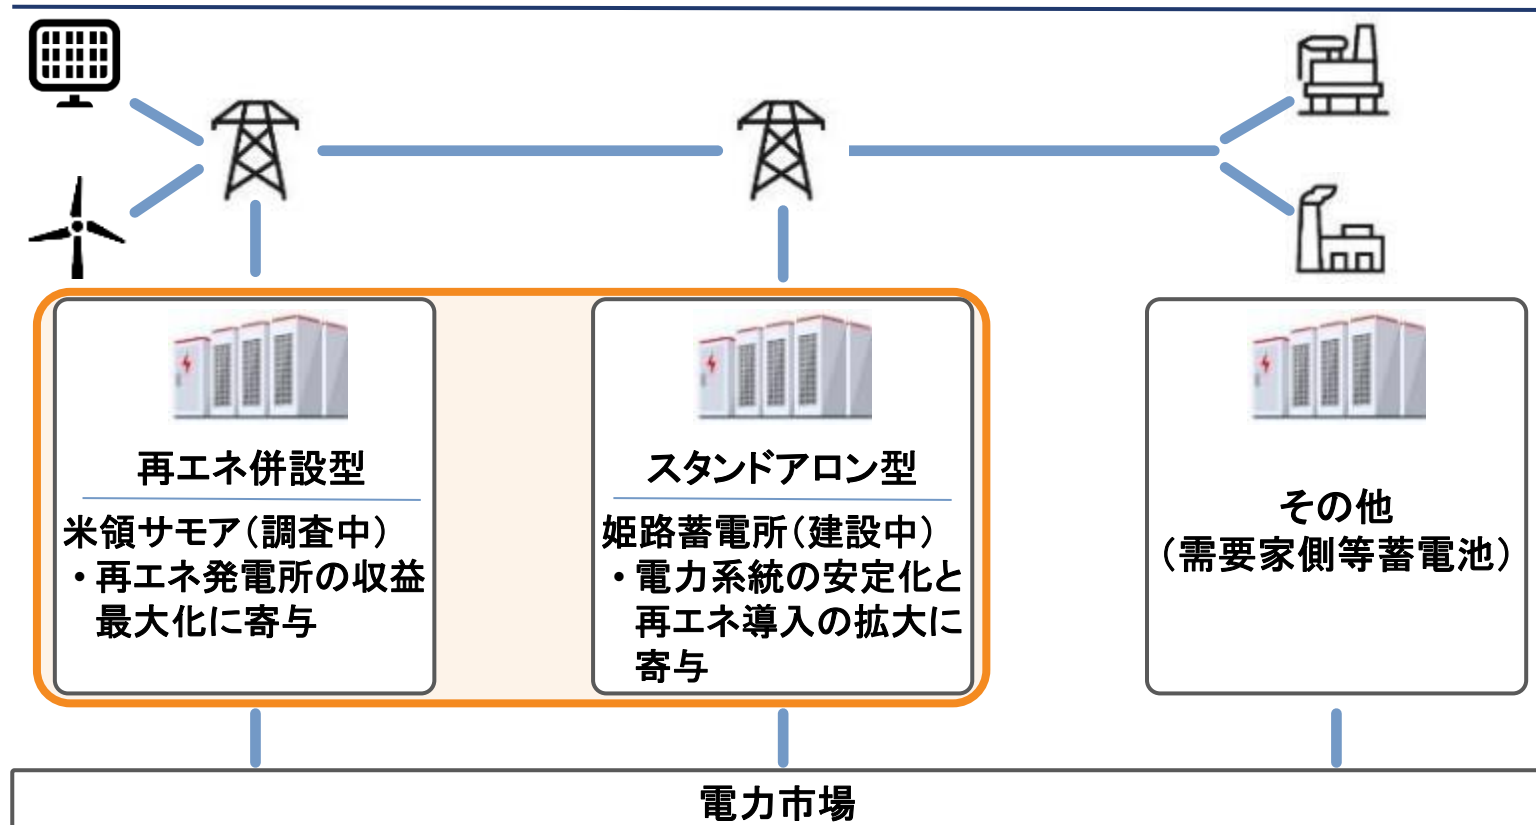 再エネ併設型
米領サモア(調査中)
・再エネ発電所の収益
最大化に寄与
スタンドアロン型
姫路蓄電所(建設中)
・電力系統の安定化と
再エネ導入の拡大に
寄与
その他
(需要家側等蓄電池)
電力市場